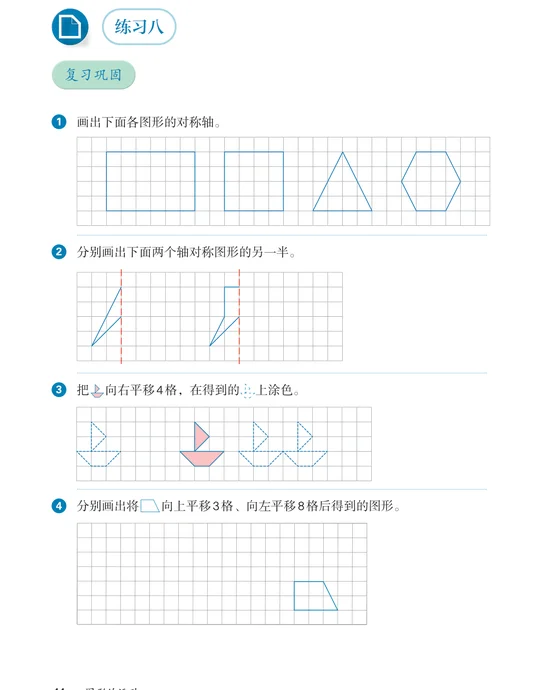 练习八
复习巩固
1 画出下面各图形的对称轴。
2 分别画出下面两个轴对称图形的另一半。
3 把向右平移4格，在得到的上涂色。
4 分别画出将向上平移3格、向左平移8格后得到的图形。